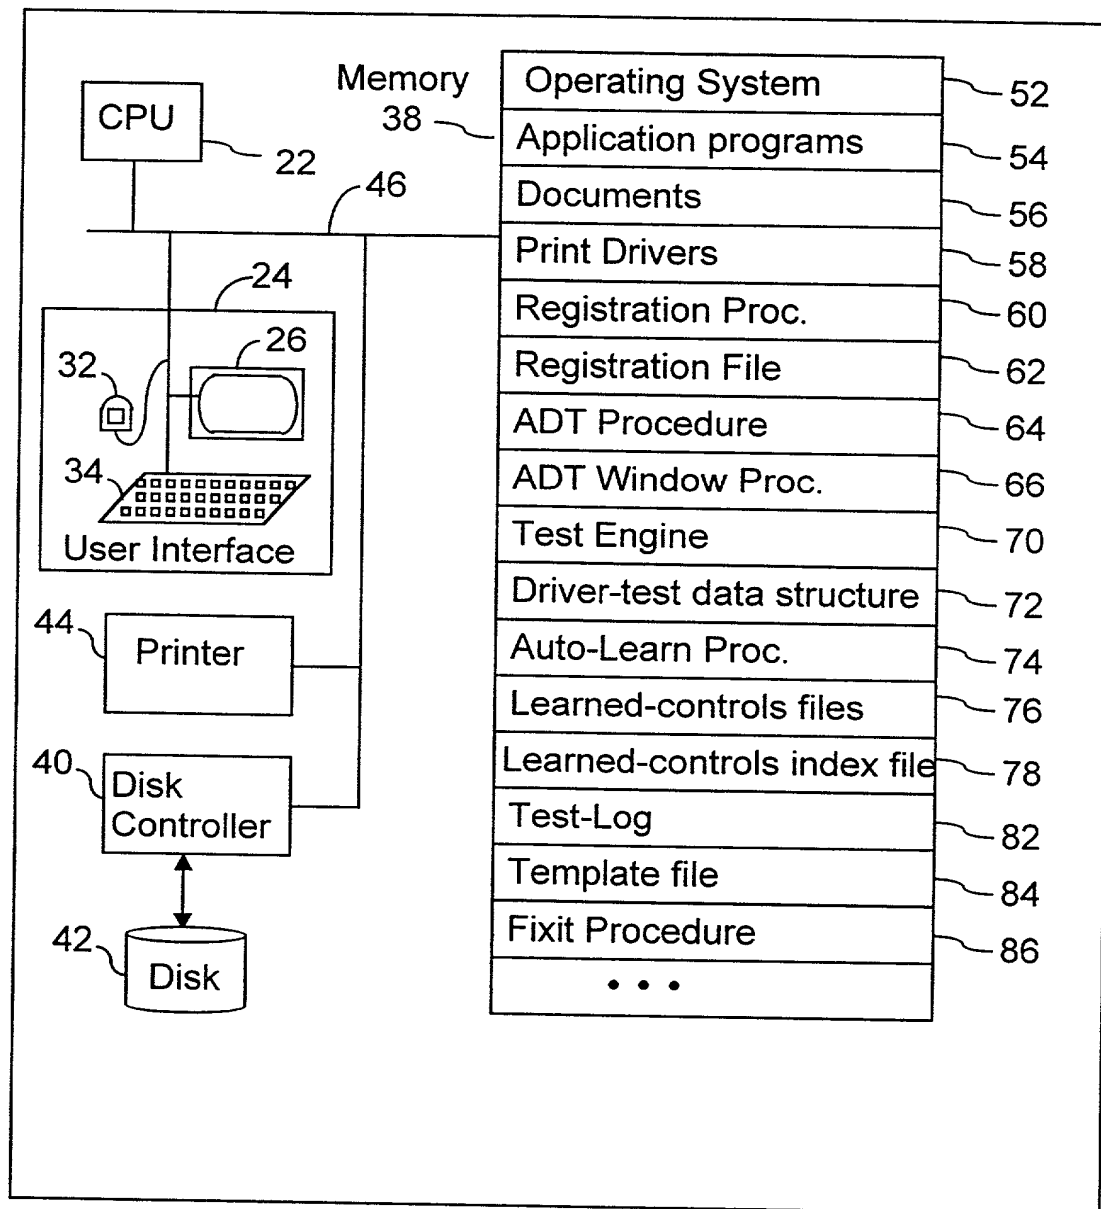 CPU
22
46
Memory
38
24
26
32
34
User Interface
44
Printer
40
Disk
Controller
42
Disk
Operating System 52
Application programs 54
Documents 56
Print Drivers 58
Registration Proc. 60
Registration File 62
ADT Procedure 64
ADT Window Proc. 66
Test Engine 70
Driver-test data structure 72
Auto-Learn Proc. 74
Learned-controls files 76
Learned-controls index file 78
Test-Log 82
Template file 84
Fixit Procedure 86
• • •